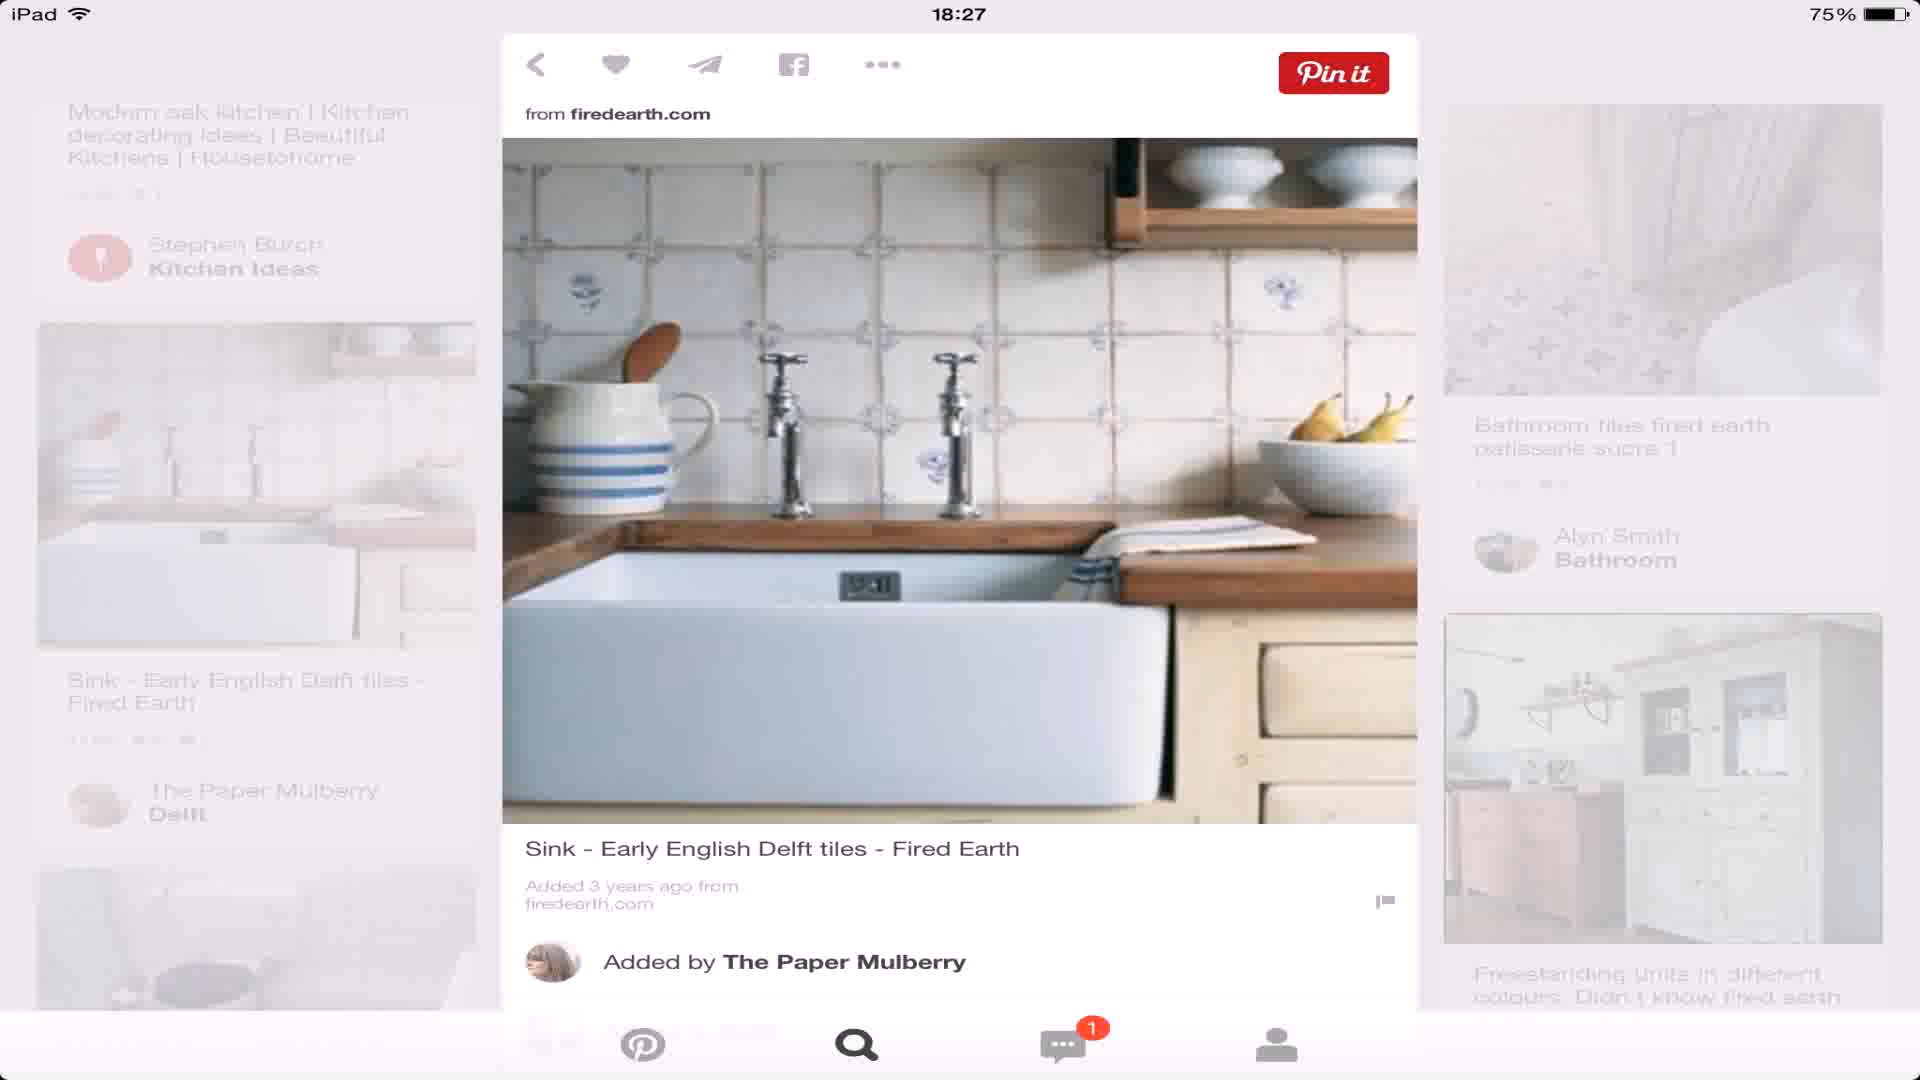 iPad
18:27
75%
Pin it
from firedearth.com
Modern oak kitchen | Kitchen
decorating ideas | Beautiful
Kitchens | Housetohome
Stephen Burch
Kitchen Ideas
Sink - Early English Delft tiles -
Fired Earth
The Paper Mulberry
Delft
Sink - Early English Delft tiles - Fired Earth
Added 3 years ago from
firedearth.com
Added by The Paper Mulberry
Bathroom tiles fired earth
patisserie sucre 1
Alyn Smith
Bathroom
Freestanding units in different
colours. Didn't know fired earth
1